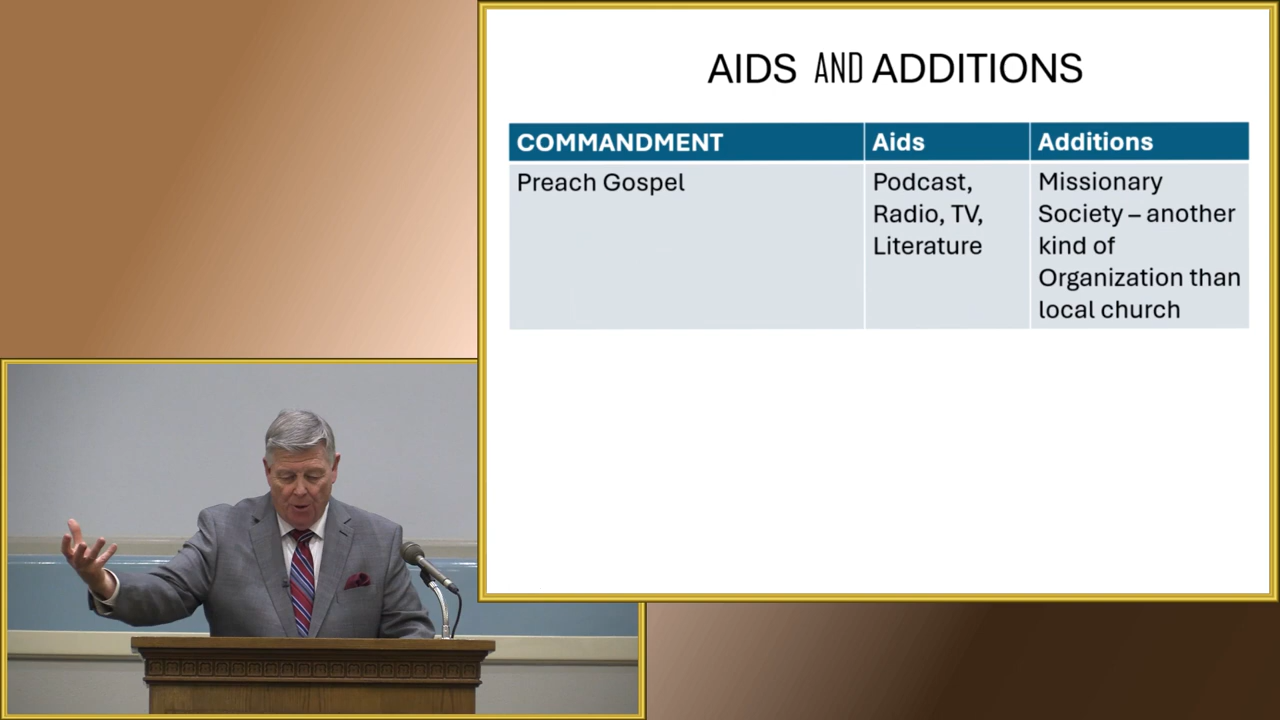 AIDS AND ADDITIONS
COMMANDMENT
Aids
Additions
Preach Gospel
Podcast,
Radio, TV,
Literature
Missionary
Society – another
kind of
Organization than
local church